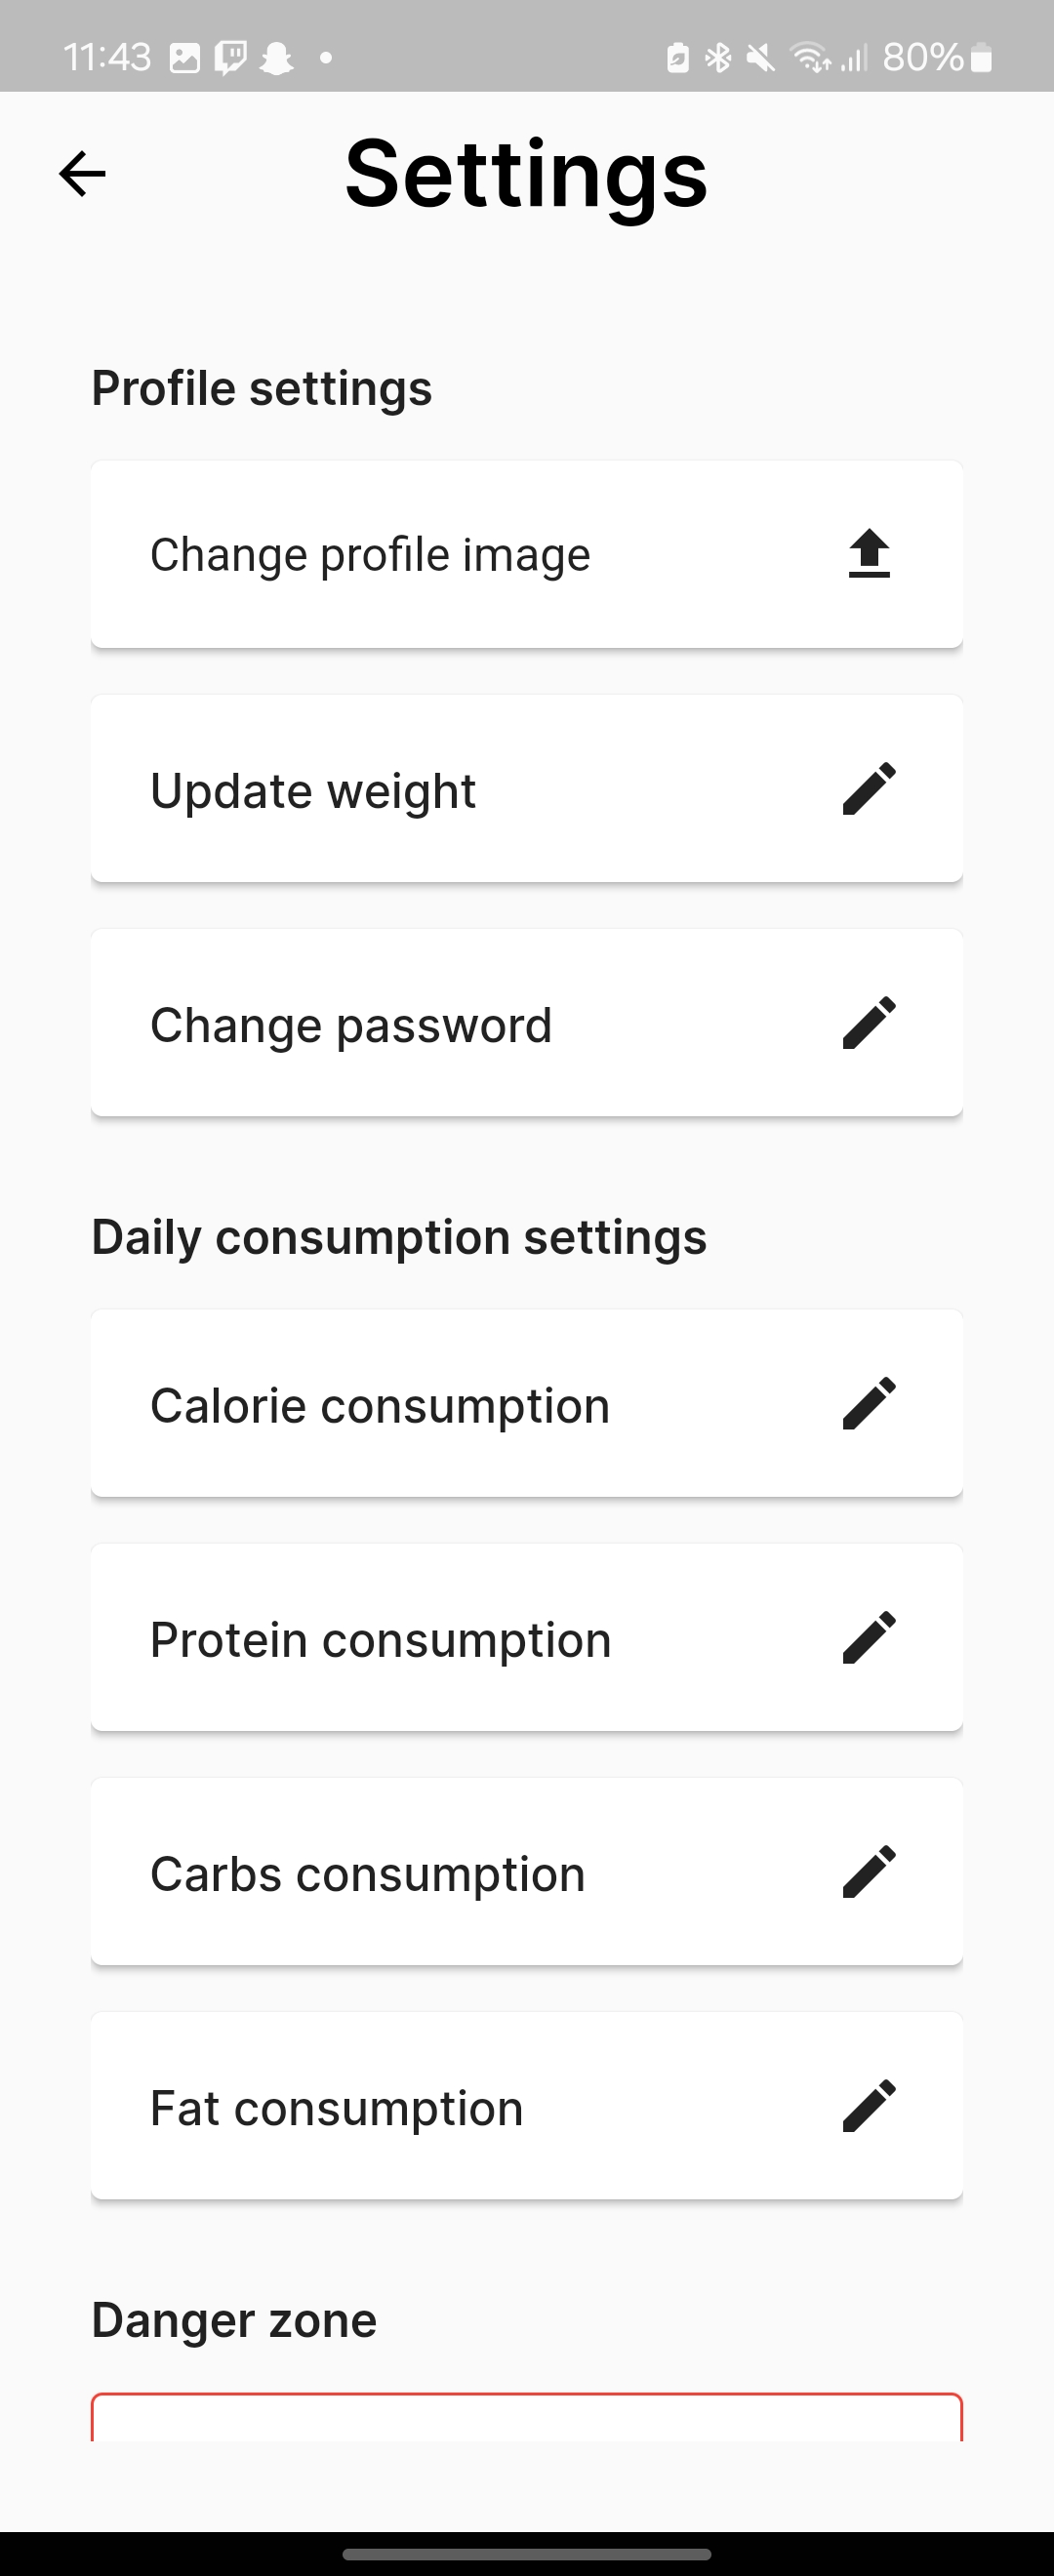 11:43
80%
Settings
Profile settings
Change profile image
Update weight
Change password
Daily consumption settings
Calorie consumption
Protein consumption
Carbs consumption
Fat consumption
Danger zone